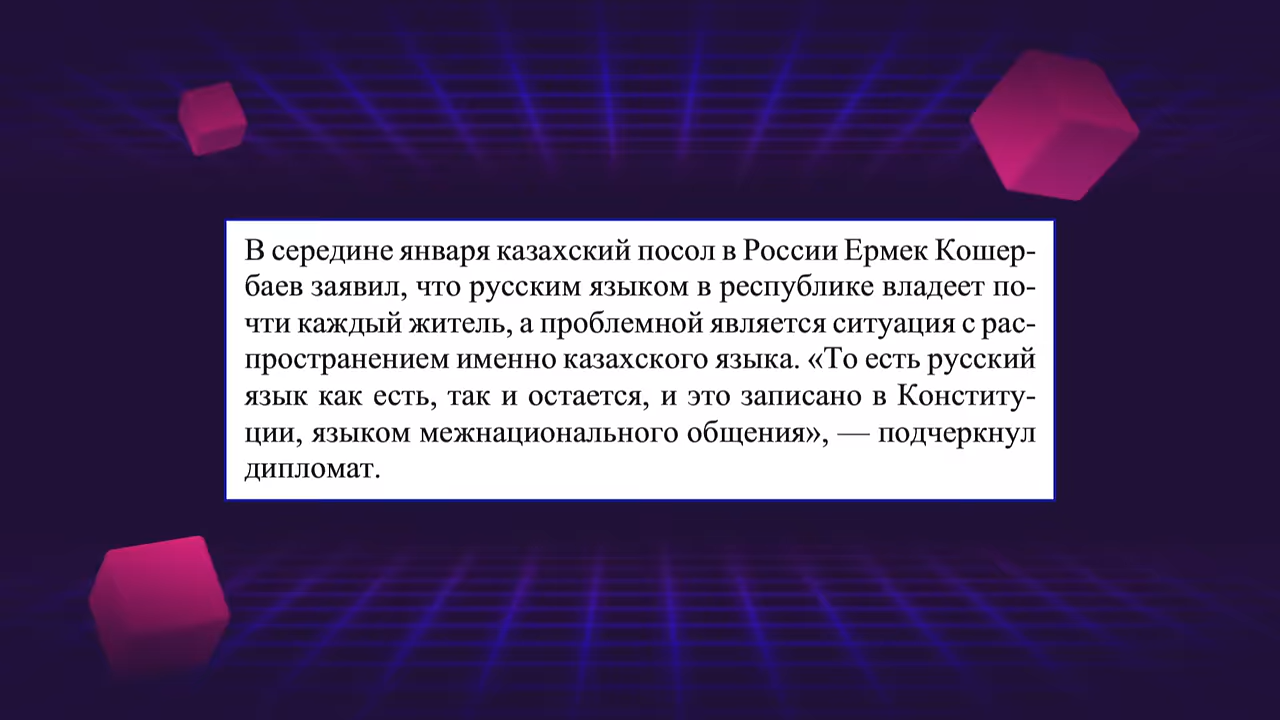 В середине января казахский посол в России Ермек Кошер-
баев заявил, что русским языком в республике владеет по-
чти каждый житель, а проблемной является ситуация с рас-
пространением именно казахского языка. «То есть русский
язык как есть, так и остается, и это записано в Конститу-
ции, языком межнационального общения», — подчеркнул
дипломат.